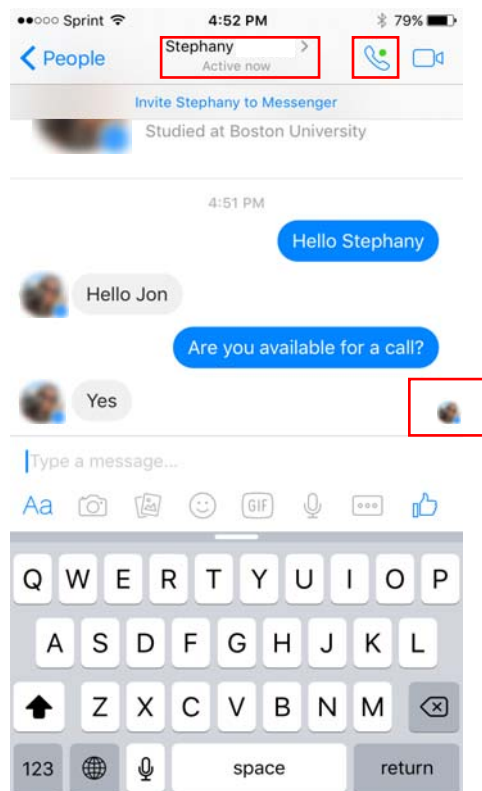 Sprint 4:52 PM 79%
People Stephany
Active now
Invite Stephany to Messenger
Studied at Boston University
4:51 PM
Hello Stephany
Hello Jon
Are you available for a call?
Yes
Type a message...
Aa GIF
Q W E R T Y U I O P
A S D F G H J K L
Z X C V B N M
123 space return